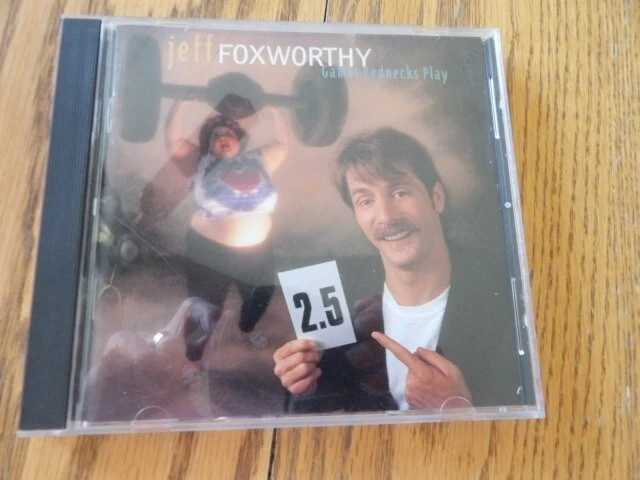 jeff FOXWORTHY
Games Rednecks Play
2.5